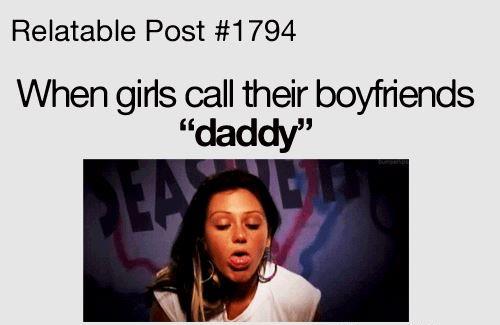 Relatable Post #1794
When girls call their boyfriends
“daddy”